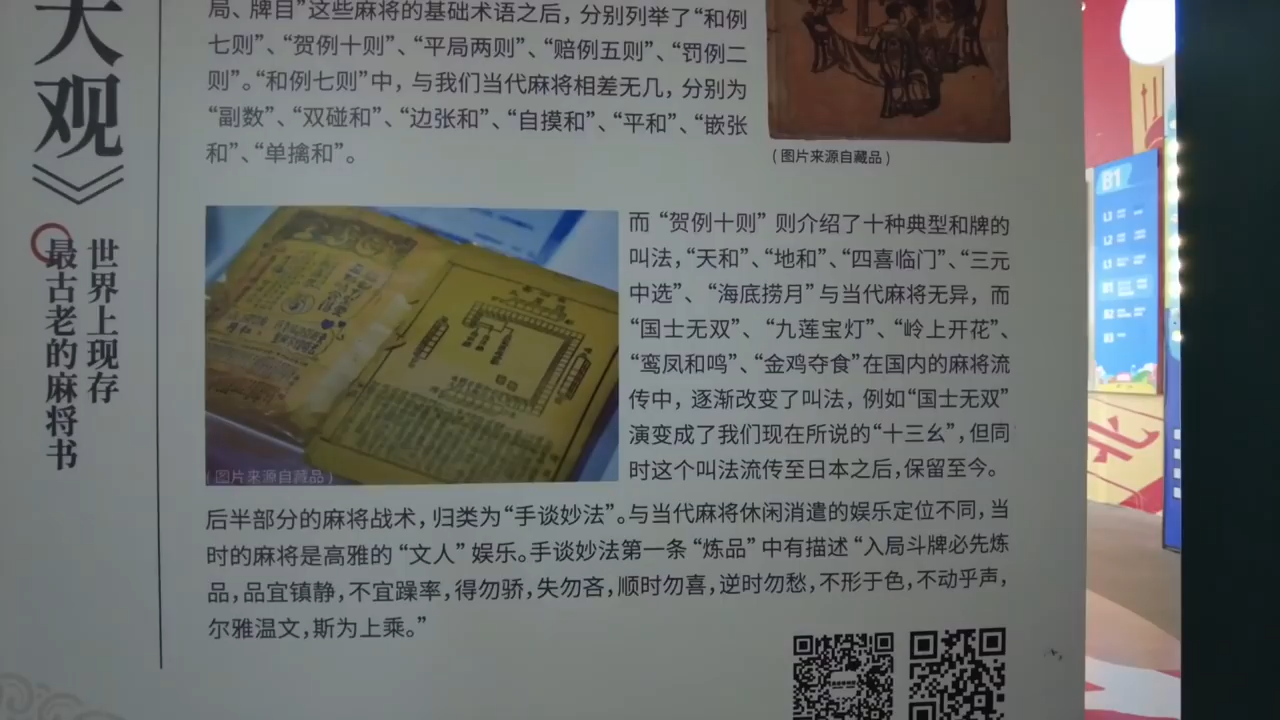 大
观
》
世界上现存
最古老的麻将书
局、牌目”这些麻将的基础术语之后，分别列举了“和例
七则”、“贺例十则”、“平局两则”、“赔例五则”、“罚例二
则”。“和例七则”中，与我们当代麻将相差无几，分别为
“副数”、“双碰和”、“边张和”、“自摸和”、“平和”、“嵌张
和”、“单擒和”。
(图片来源自藏品)
而“贺例十则”则介绍了十种典型和牌的
叫法，“天和”、“地和”、“四喜临门”、“三元
中选”、“海底捞月”与当代麻将无异，而
“国士无双”、“九莲宝灯”、“岭上开花”、
“鸾凤和鸣”、“金鸡夺食”在国内的麻将流
传中，逐渐改变了叫法，例如“国士无双”
演变成了我们现在所说的“十三幺”，但同
时这个叫法流传至日本之后，保留至今。
(图片来源自藏品)
后半部分的麻将战术，归类为“手谈妙法”。与当代麻将休闲消遣的娱乐定位不同，当
时的麻将是高雅的“文人”娱乐。手谈妙法第一条“炼品”中有描述“入局斗牌必先炼
品，品宜镇静，不宜躁率，得勿骄，失勿吝，顺时勿喜，逆时勿愁，不形于色，不动乎声，
尔雅温文，斯为上乘。”
B1
L3
L2
L1
B1
B2
B3
北